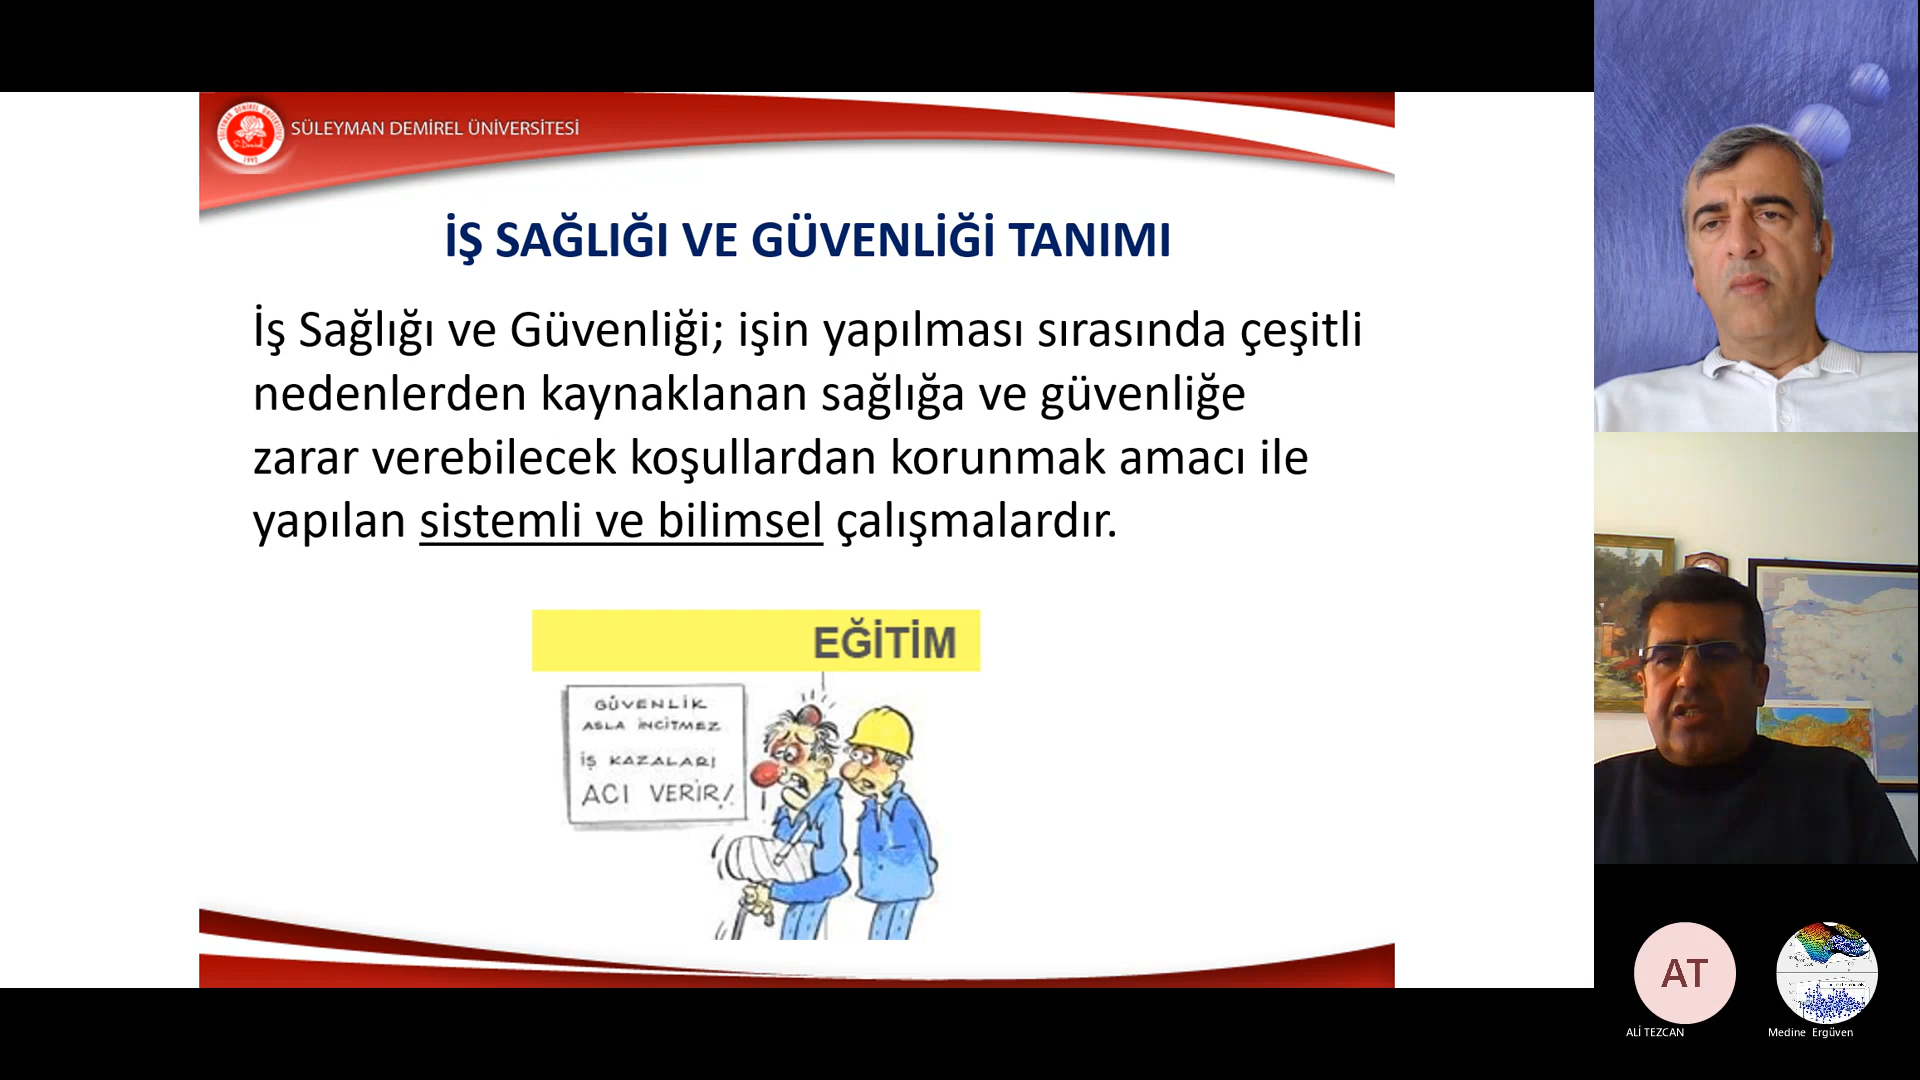 SÜLEYMAN DEMİREL ÜNİVERSİTESİ
1992
İŞ SAĞLIĞI VE GÜVENLİĞİ TANIMI
İş Sağlığı ve Güvenliği; işin yapılması sırasında çeşitli
nedenlerden kaynaklanan sağlığa ve güvenliğe
zarar verebilecek koşullardan korunmak amacı ile
yapılan sistemli ve bilimsel çalışmalardır.
EĞİTİM
GÜVENLİK
ASLA İNCİTMEZ
İŞ KAZALARI
ACI VERİR!
AT
ALİ TEZCAN
Medine Ergüven